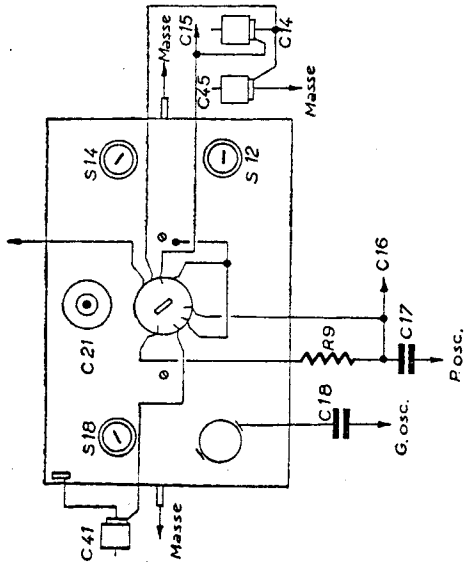 C15
C14
Masse
C45
Masse
S14
S12
C21
C16
R9
C17
P.osc.
S18
C18
G.osc.
C41
Masse